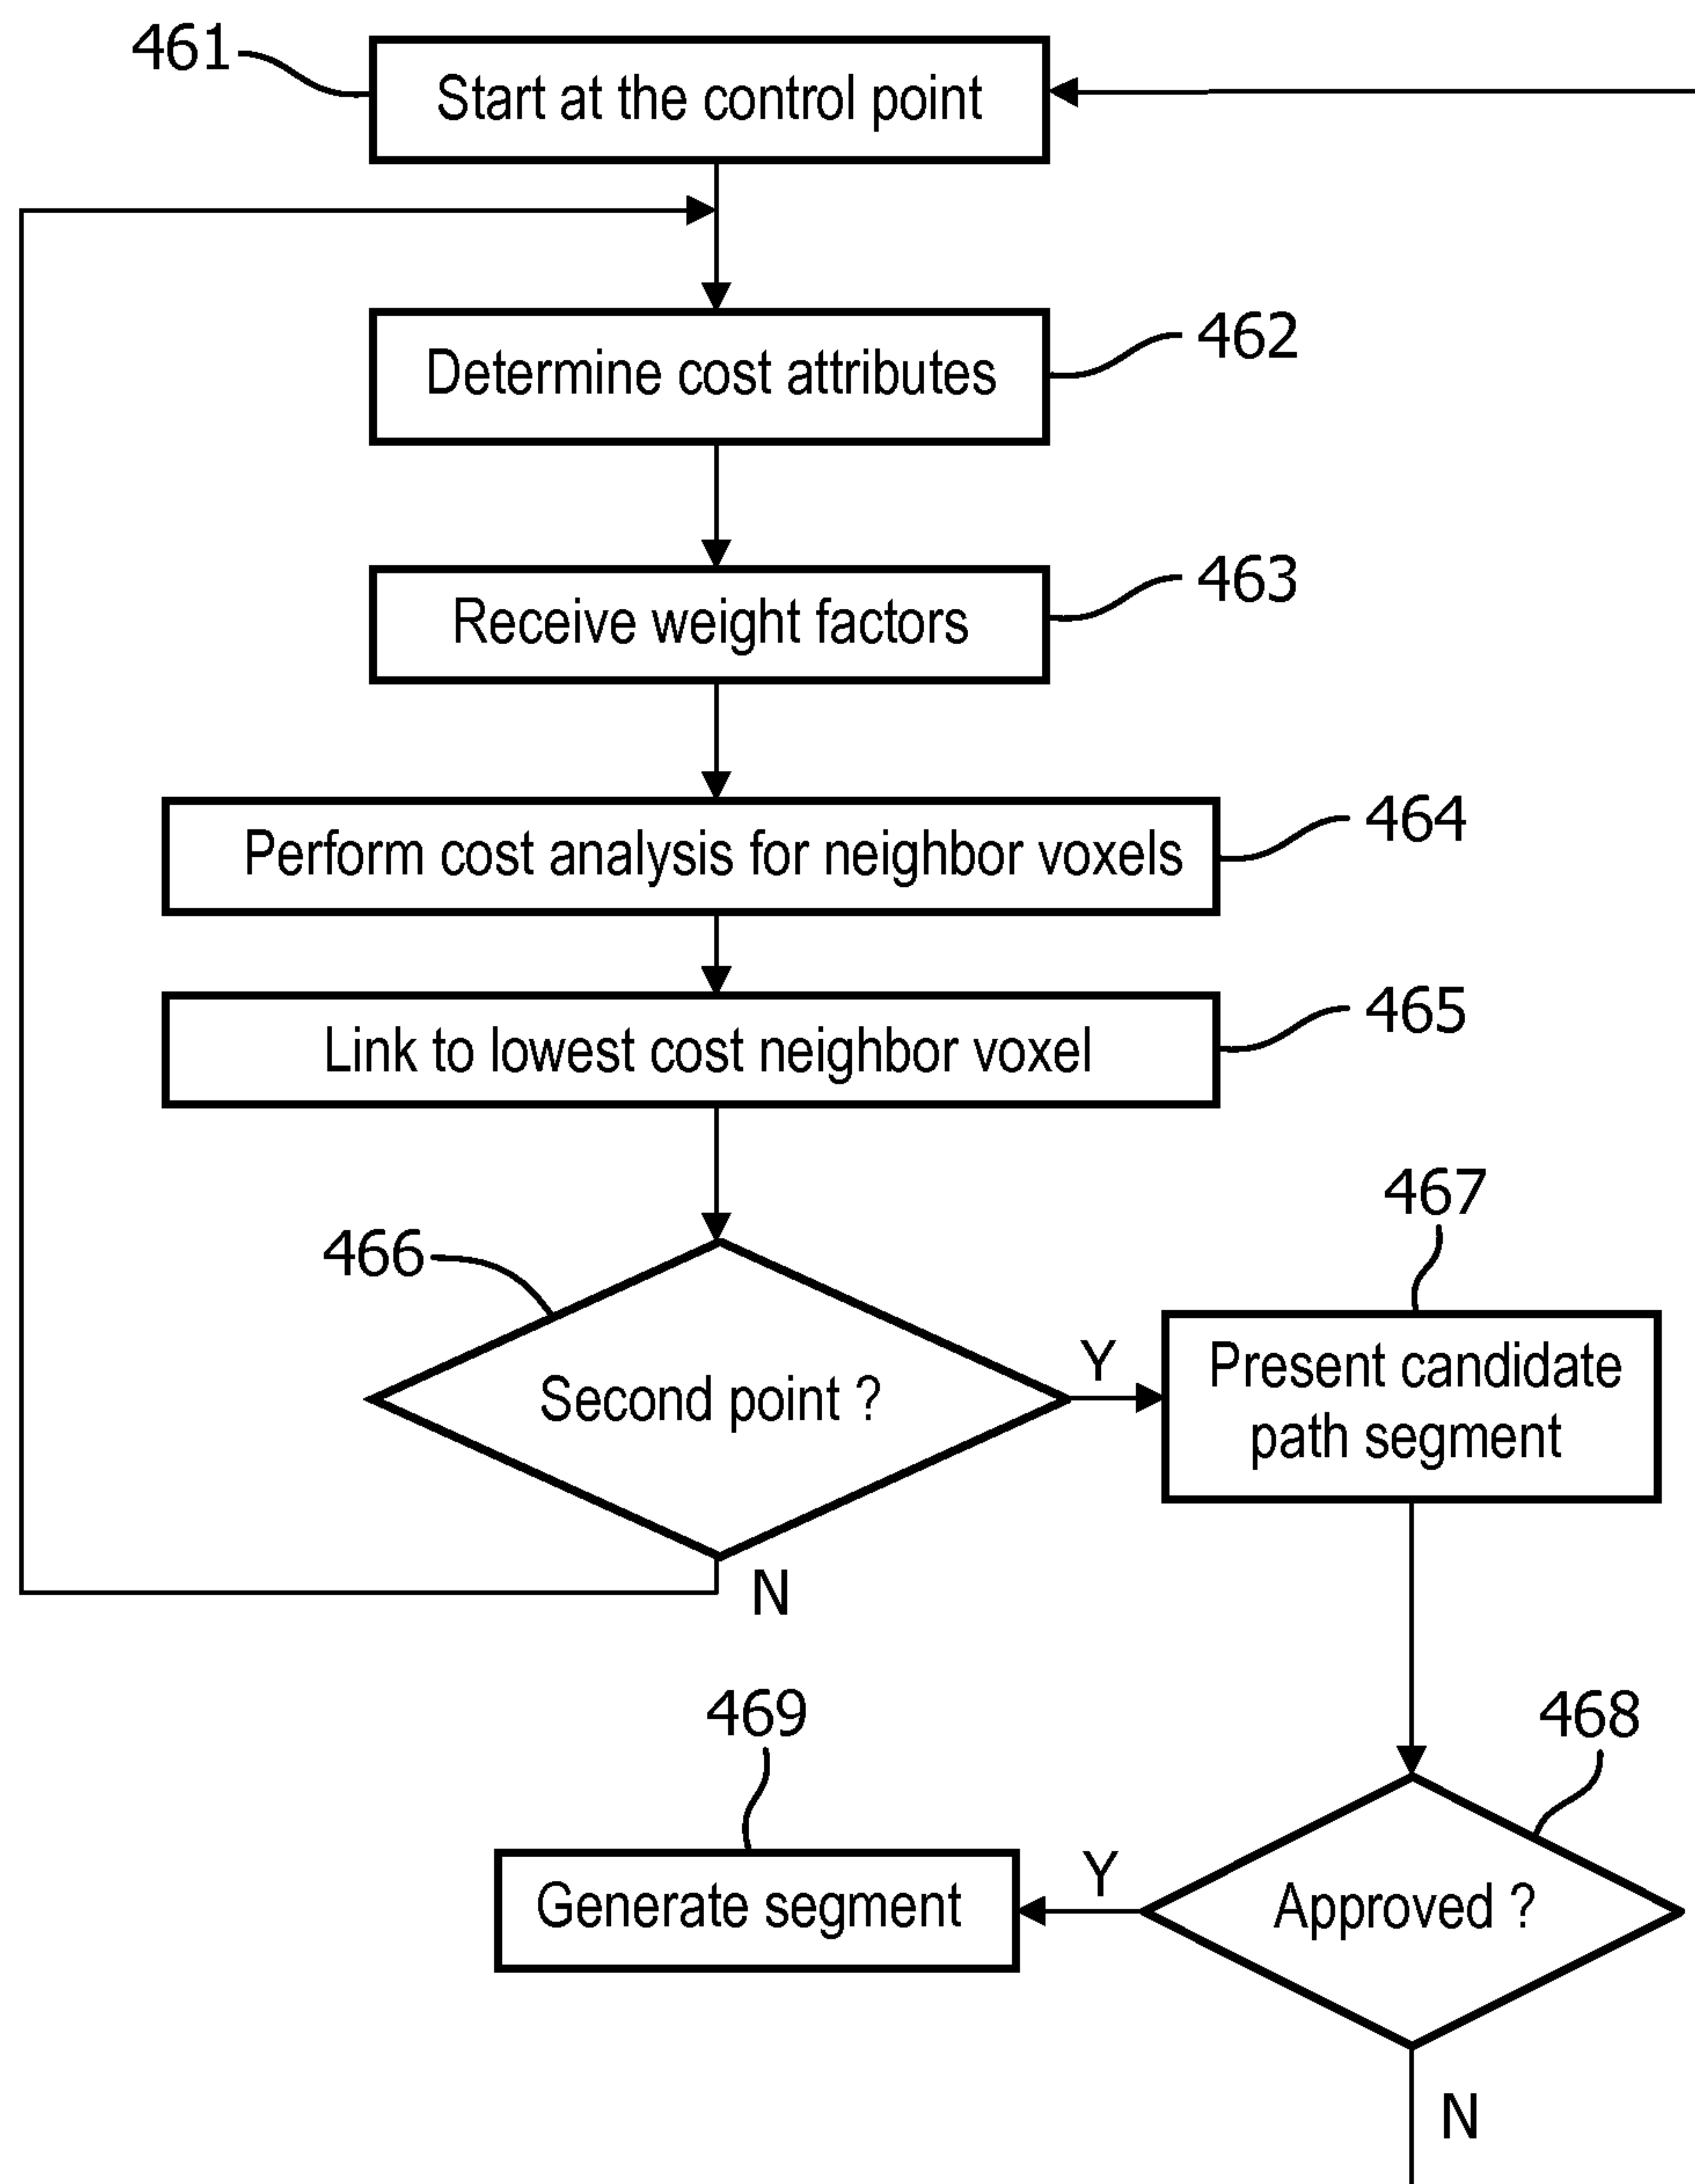 461
Start at the control point
462
Determine cost attributes
463
Receive weight factors
464
Perform cost analysis for neighbor voxels
465
Link to lowest cost neighbor voxel
466
Second point ?
Y
N
467
Present candidate
path segment
468
Approved ?
Y
N
469
Generate segment